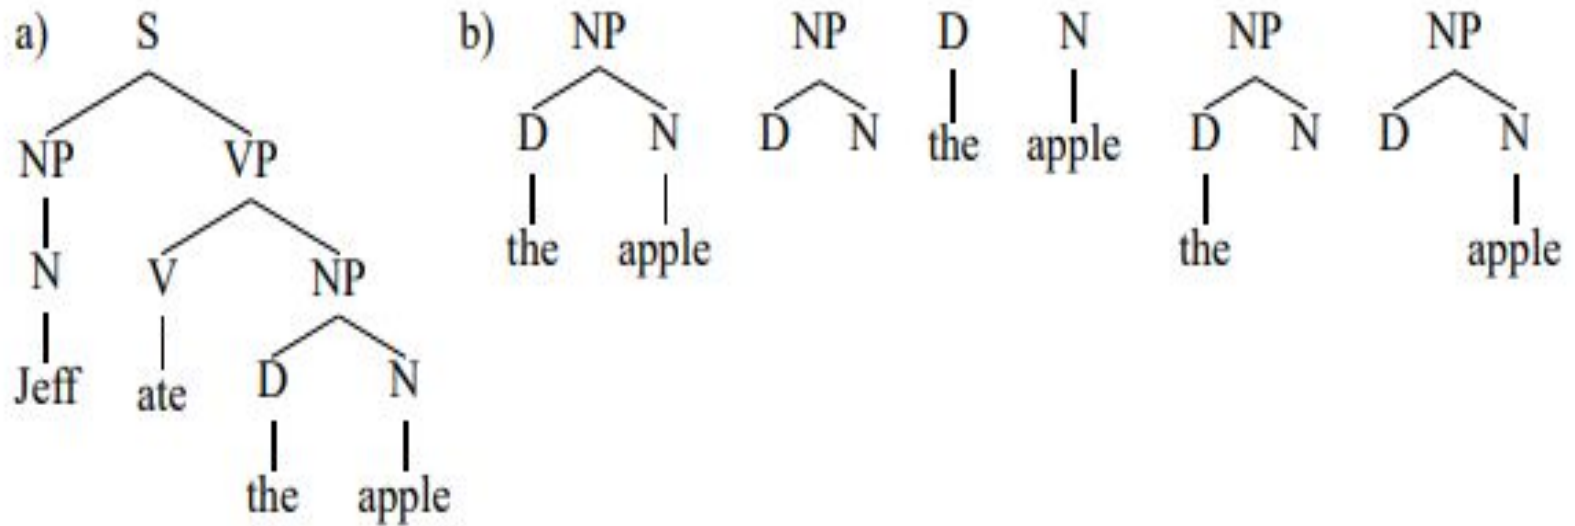 a) S b) NP NP D N NP NP
D N D N the apple D N D N
NP VP
N V NP the apple the apple
Jeff ate D N
the apple